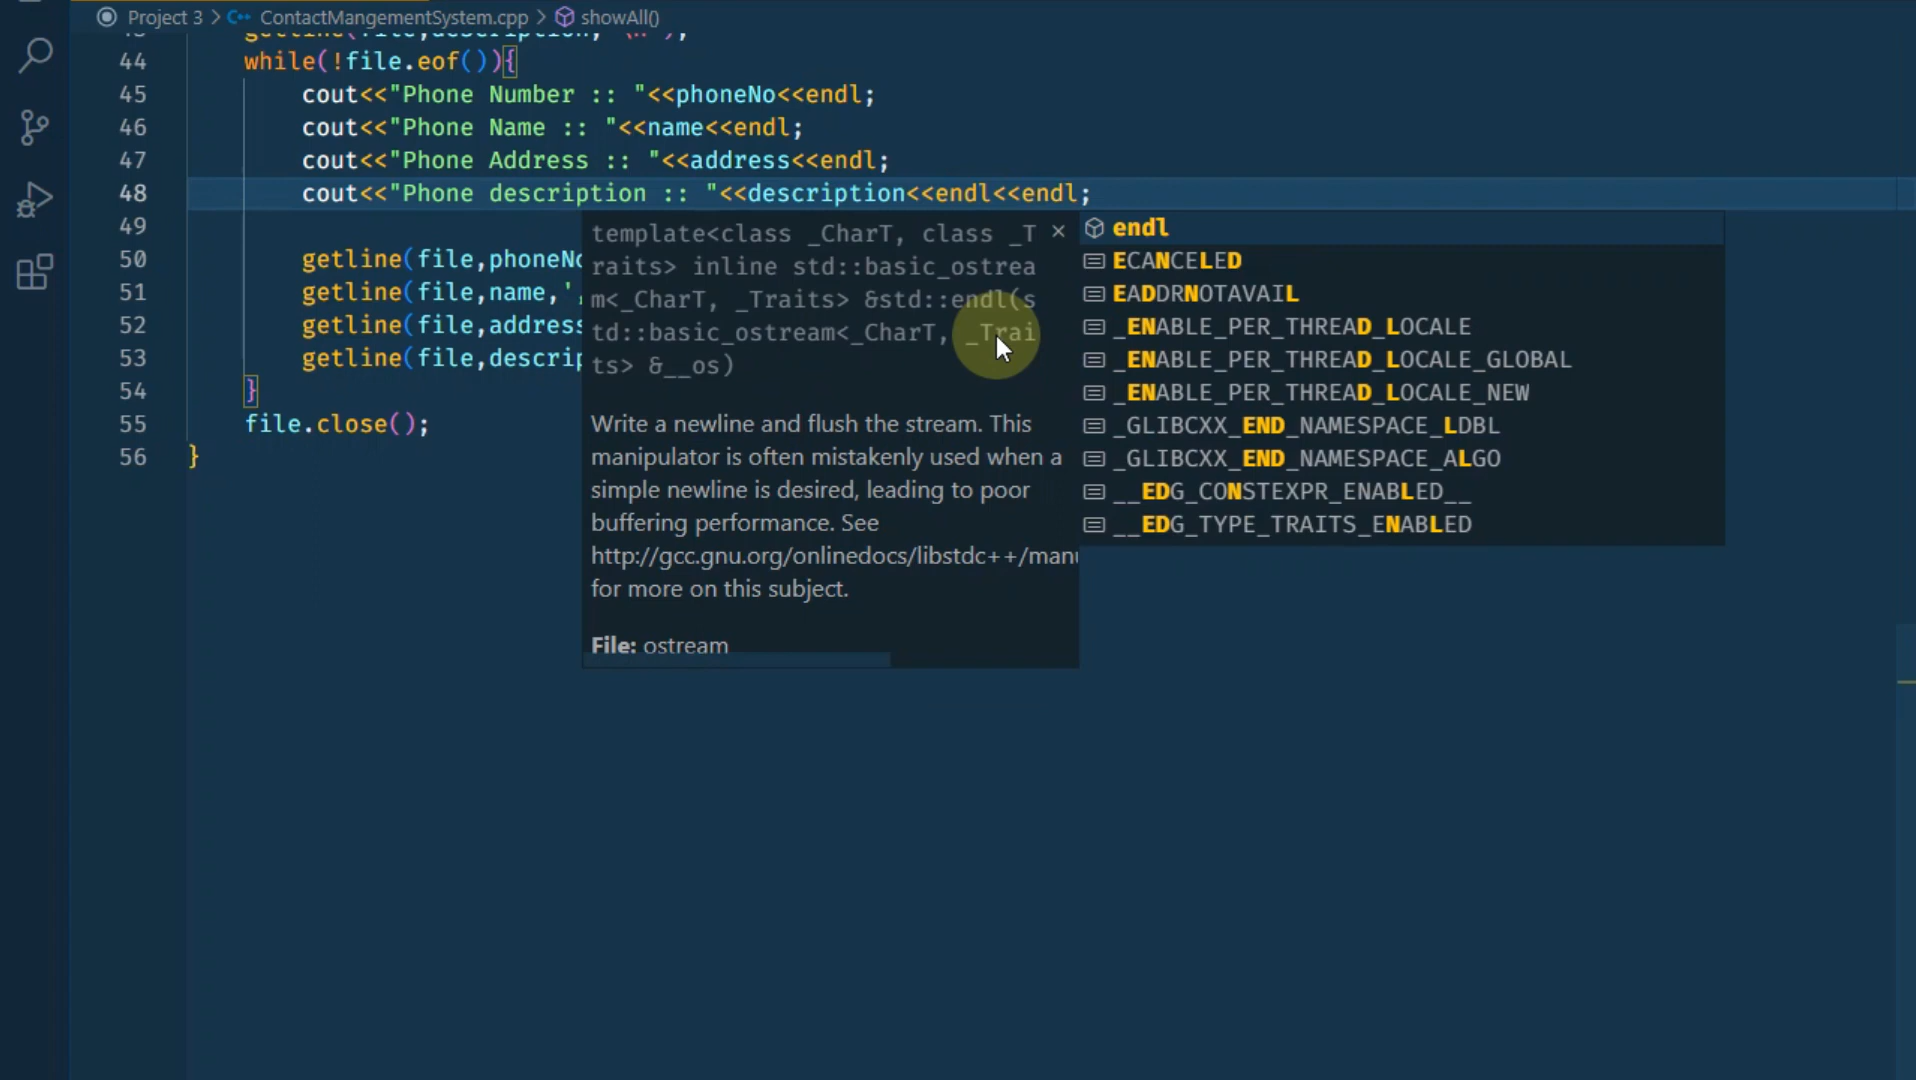 Project 3 > C++ ContactMangementSystem.cpp > showAll()
44 while(!file.eof()){
45 cout<<"Phone Number :: "<<phoneNo<<endl;
46 cout<<"Phone Name :: "<<name<<endl;
47 cout<<"Phone Address :: "<<address<<endl;
48 cout<<"Phone description :: "<<description<<endl<<endl;
49
50 getline(file,phoneNo
51 getline(file,name,'
52 getline(file,address
53 getline(file,descrip
54 }
55 file.close();
56 }
template<class _CharT, class _T
raits> inline std::basic_ostrea
m<_CharT, _Traits> &std::endl(s
td::basic_ostream<_CharT, _Trai
ts> &__os)
Write a newline and flush the stream. This
manipulator is often mistakenly used when a
simple newline is desired, leading to poor
buffering performance. See
http://gcc.gnu.org/onlinedocs/libstdc++/man
for more on this subject.
File: ostream
endl
ECANCELED
EADDRNOTAVAIL
_ENABLE_PER_THREAD_LOCALE
_ENABLE_PER_THREAD_LOCALE_GLOBAL
_ENABLE_PER_THREAD_LOCALE_NEW
_GLIBCXX_END_NAMESPACE_LDBL
_GLIBCXX_END_NAMESPACE_ALGO
__EDG_CONSTEXPR_ENABLED__
__EDG_TYPE_TRAITS_ENABLED